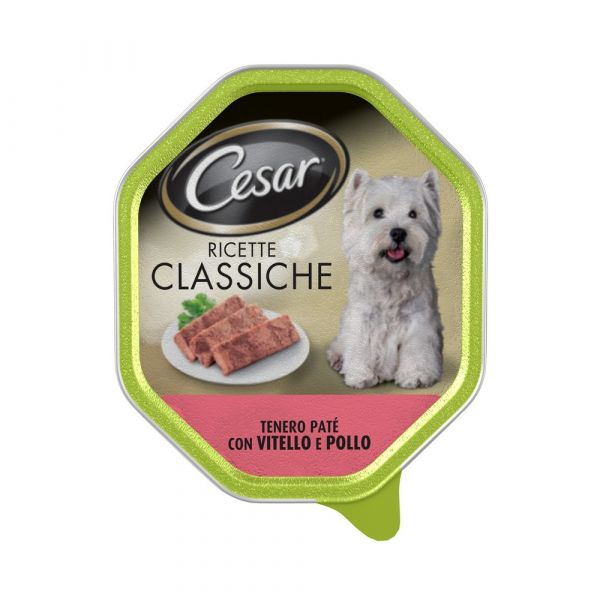 Cesar
RICETTE
CLASSICHE
TENERO PATÉ
CON VITELLO E POLLO